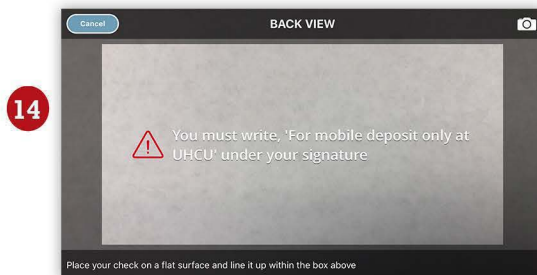 Cancel
BACK VIEW
14
You must write, 'For mobile deposit only at
UHCU' under your signature
Place your check on a flat surface and line it up within the box above